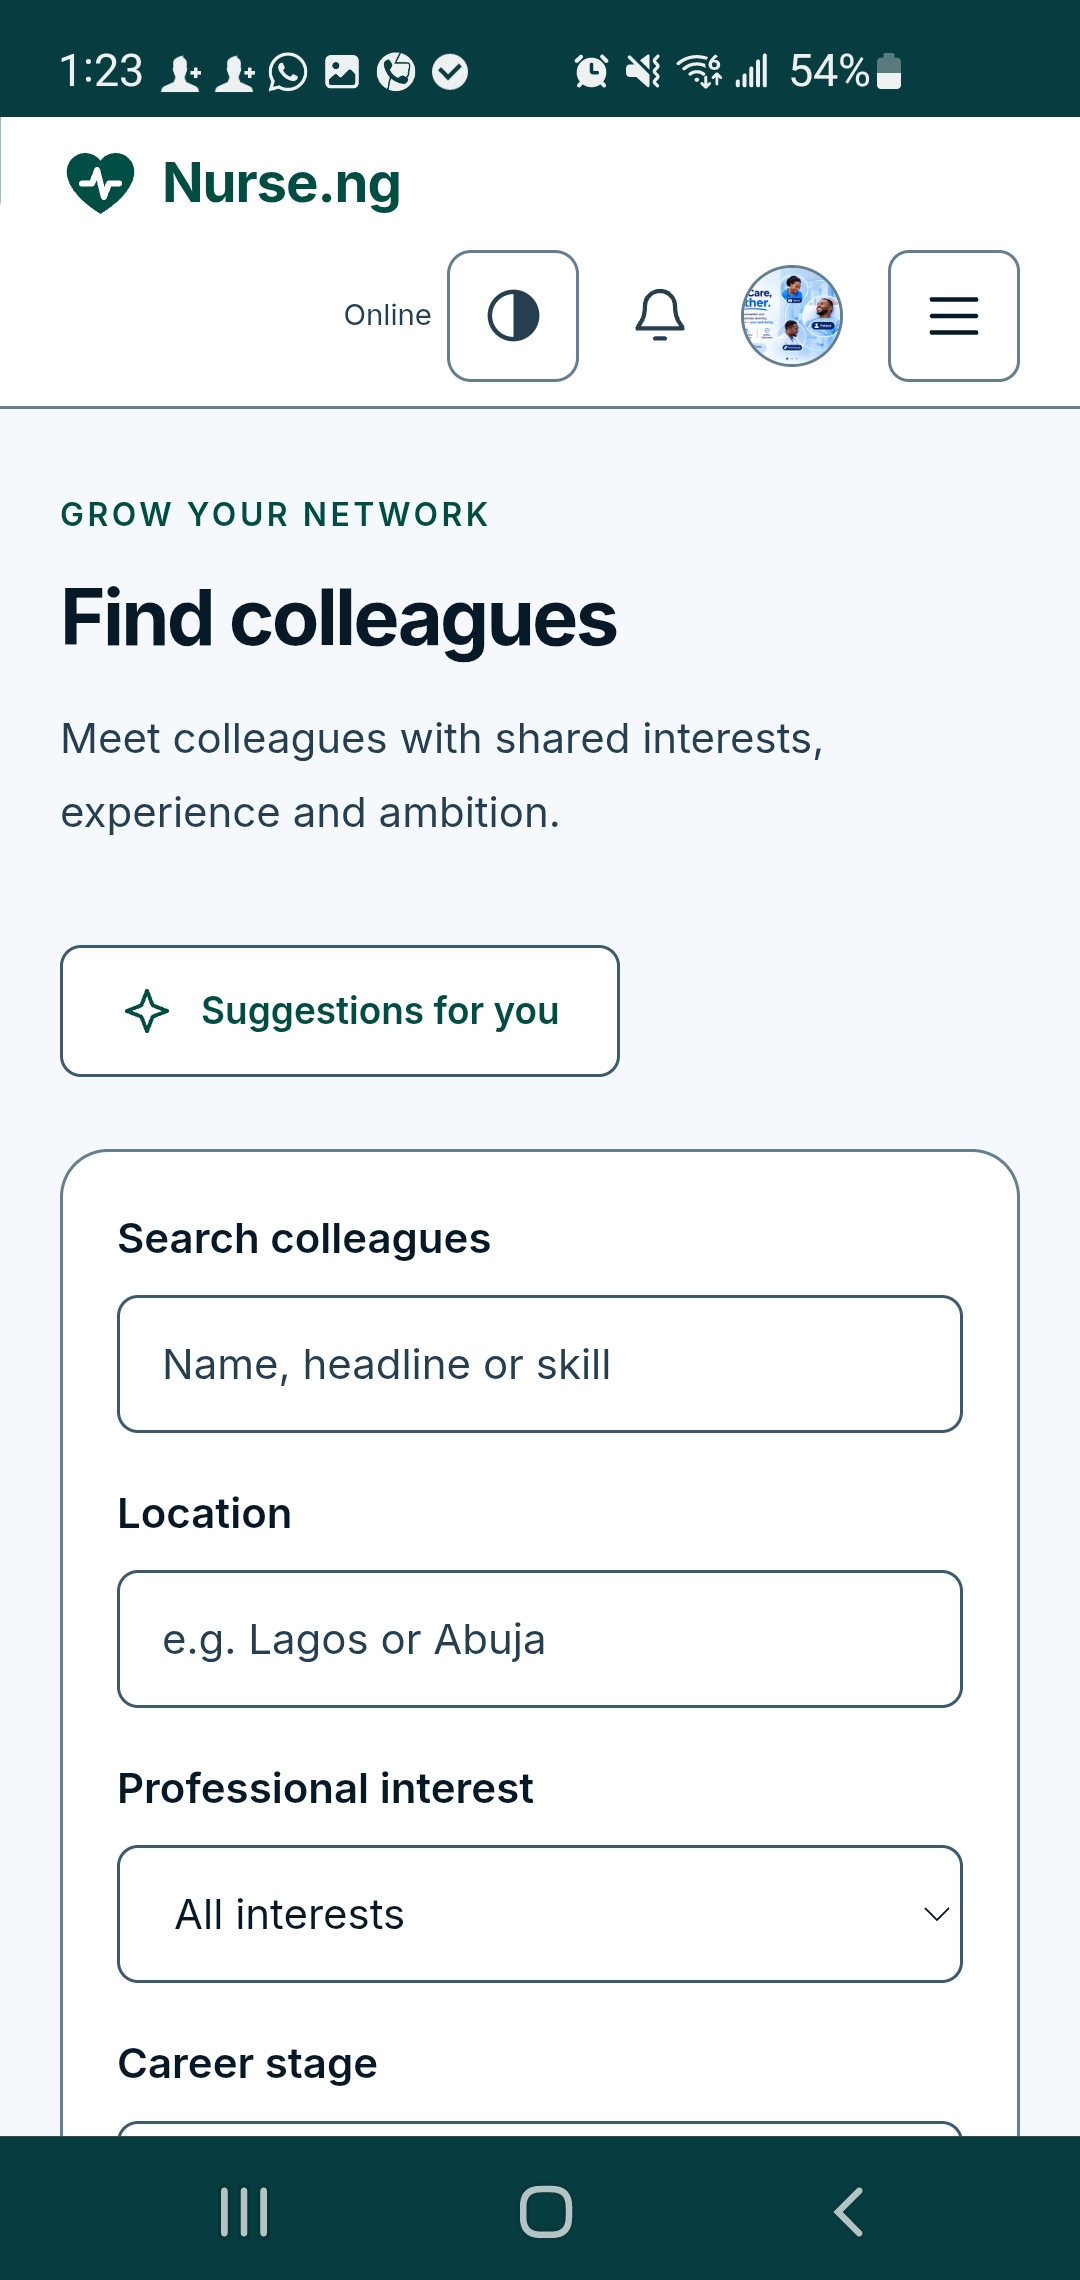 1:23
54%
Nurse.ng
Online
GROW YOUR NETWORK
Find colleagues
Meet colleagues with shared interests,
experience and ambition.
Suggestions for you
Search colleagues
Name, headline or skill
Location
e.g. Lagos or Abuja
Professional interest
All interests
Career stage